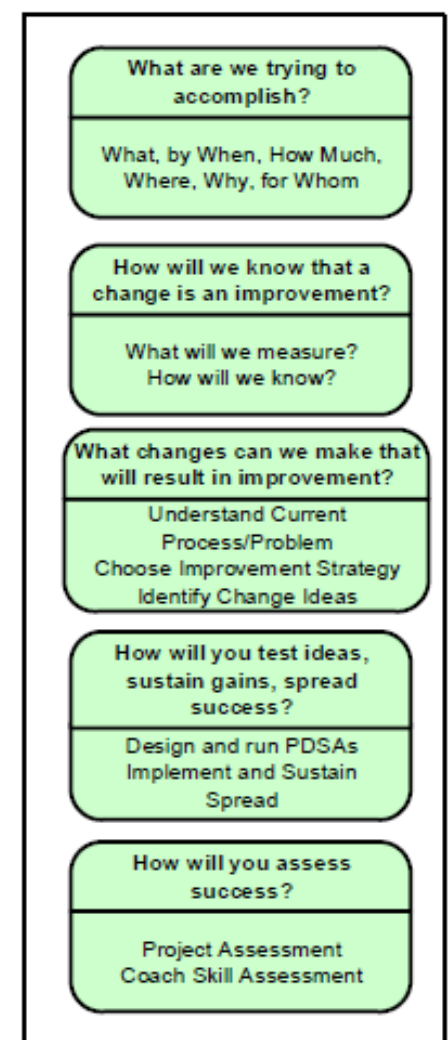 What are we trying to
accomplish?
What, by When, How Much,
Where, Why, for Whom
How will we know that a
change is an improvement?
What will we measure?
How will we know?
What changes can we make that
will result in improvement?
Understand Current
Process/Problem
Choose Improvement Strategy
Identify Change Ideas
How will you test ideas,
sustain gains, spread
success?
Design and run PDSAs
Implement and Sustain
Spread
How will you assess
success?
Project Assessment
Coach Skill Assessment